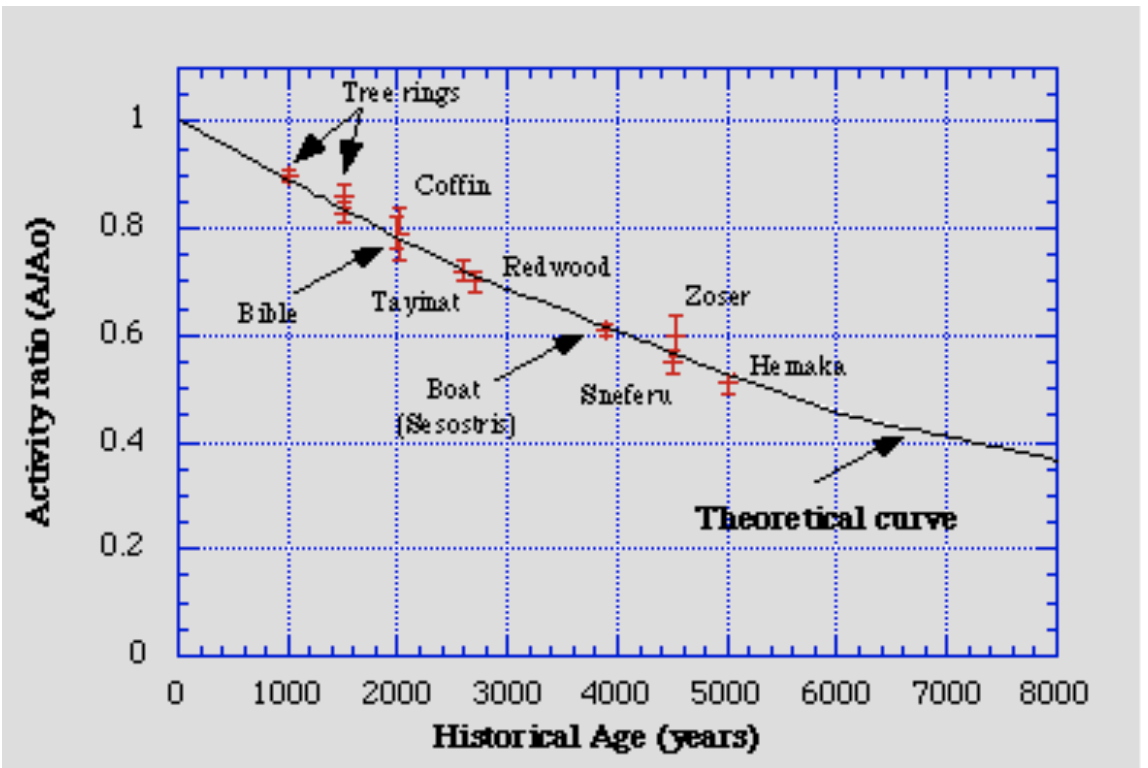 Tree rings
1
Coffin
0.8
Redwood
Bible
Tayinat
Zoser
0.6
Boat
(Sesostris)
Sneferu
Hemaka
0.4
Theoretical curve
0.2
0
0 1000 2000 3000 4000 5000 6000 7000 8000
Historical Age (years)
Activity ratio (A/Ao)